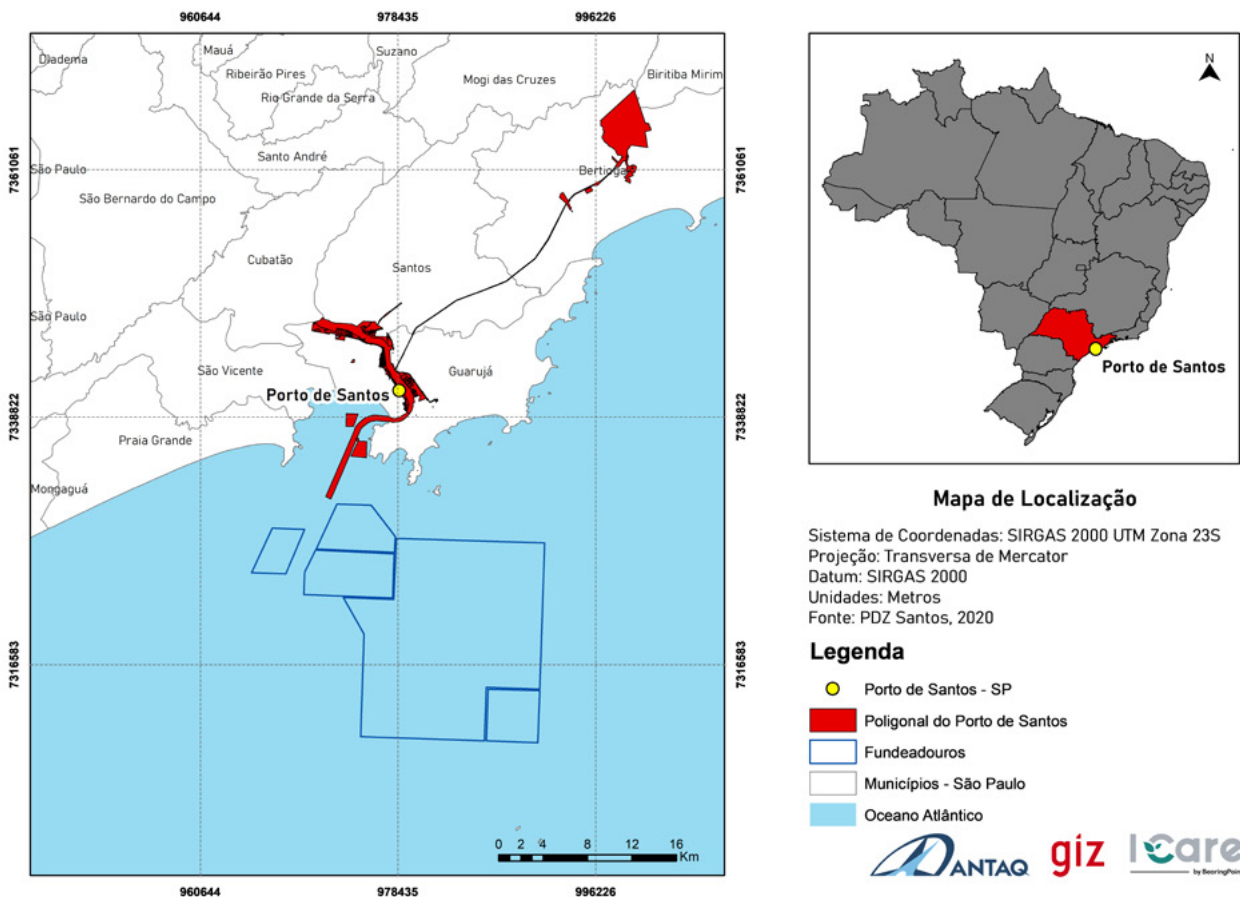 960644
978435
996226
Diadema
Mauá
Ribeirão Pires
Rio Grande da Serra
Suzano
Mogi das Cruzes
Biritiba Mirim
7361061
São Paulo
Santo André
São Bernardo do Campo
Bertioga
7361061
Cubatão
Santos
São Paulo
São Vicente
Guarujá
Porto de Santos
7338822
Praia Grande
7338822
Mongaguá
7316583
7316583
0 2 4 8 12 16
Km
960644
978435
996226
N
Porto de Santos
Mapa de Localização
Sistema de Coordenadas: SIRGAS 2000 UTM Zona 23S
Projeção: Transversa de Mercator
Datum: SIRGAS 2000
Unidades: Metros
Fonte: PDZ Santos, 2020
Legenda
Porto de Santos - SP
Poligonal do Porto de Santos
Fundeadouros
Municípios - São Paulo
Oceano Atlântico
ANTAQ
giz
I Care
by BearingPoint